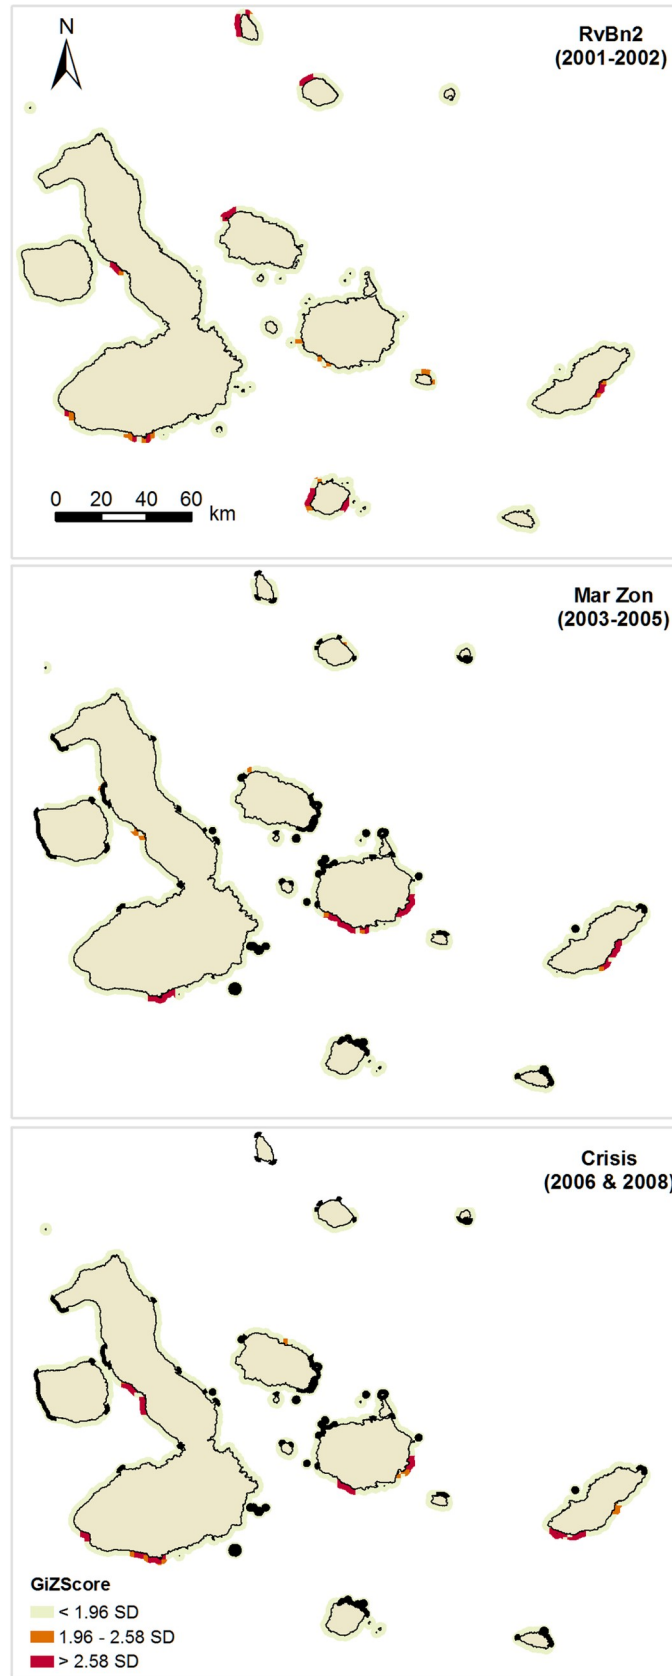 N
RvBn2
(2001-2002)
0 20 40 60
km
Mar Zon
(2003-2005)
Crisis
(2006 & 2008)
GiZScore
< 1.96 SD
1.96 - 2.58 SD
> 2.58 SD